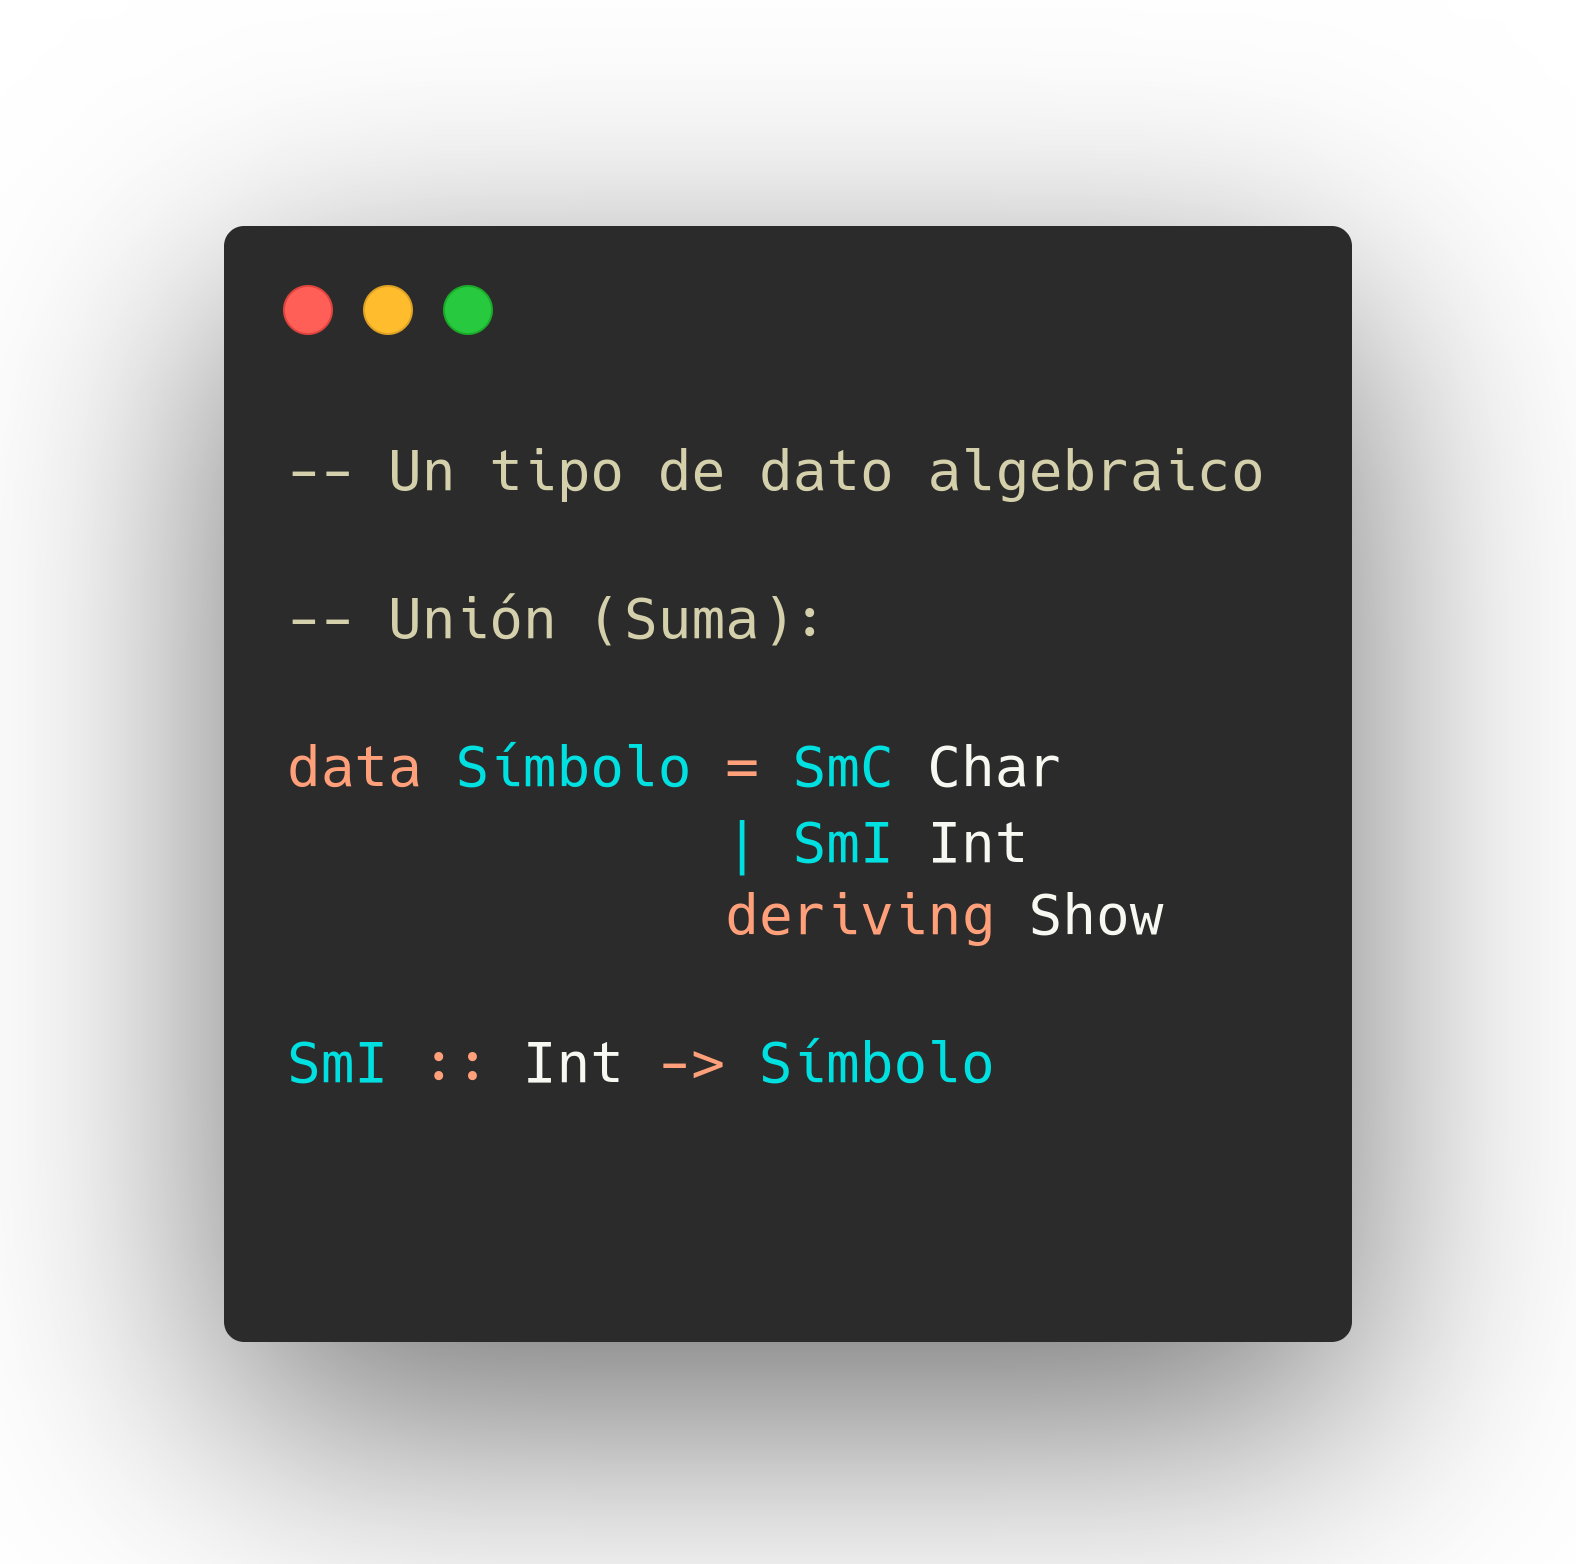 -- Un tipo de dato algebraico
-- Unión (Suma):
data Símbolo = SmC Char
| SmI Int
deriving Show
SmI :: Int -> Símbolo